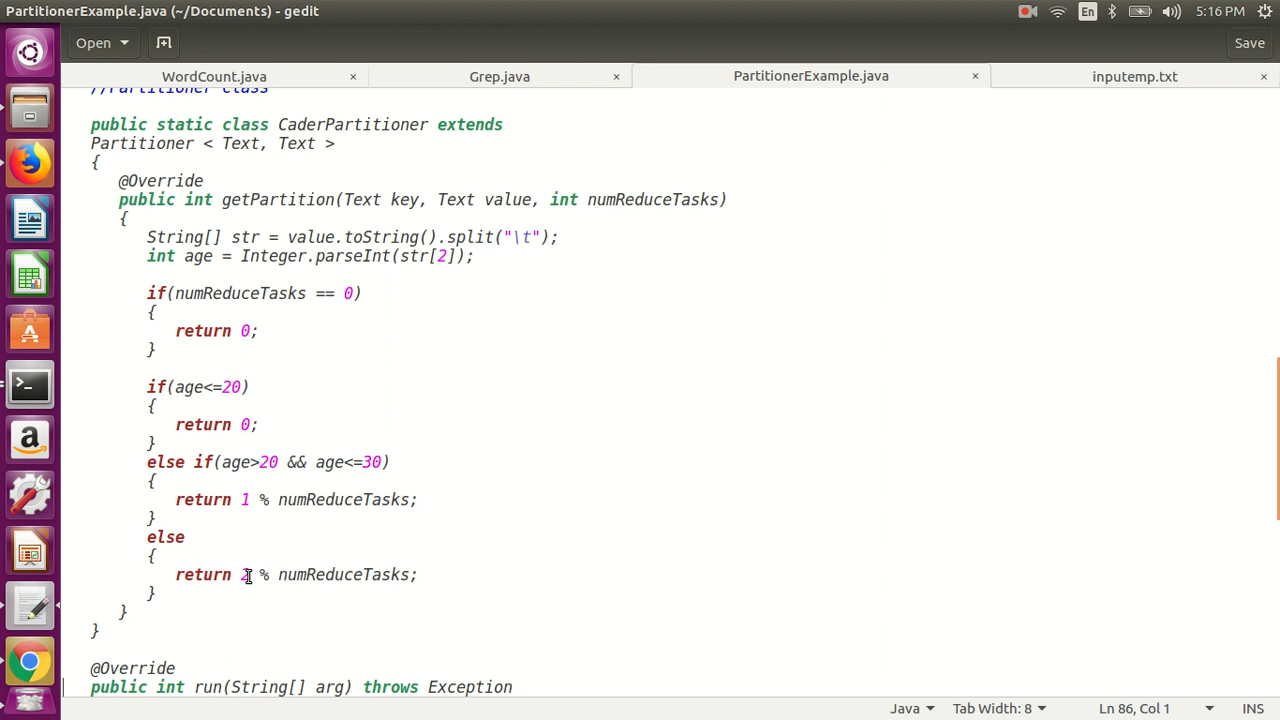 PartitionerExample.java (~/Documents) - gedit
En
5:16 PM
Open
Save
WordCount.java ×
Grep.java ×
PartitionerExample.java ×
inputemp.txt ×
//Partitioner class
public static class CaderPartitioner extends
Partitioner < Text, Text >
{
@Override
public int getPartition(Text key, Text value, int numReduceTasks)
{
String[] str = value.toString().split("\t");
int age = Integer.parseInt(str[2]);
if(numReduceTasks == 0)
{
return 0;
}
if(age<=20)
{
return 0;
}
else if(age>20 && age<=30)
{
return 1 % numReduceTasks;
}
else
{
return 2 % numReduceTasks;
}
}
}
@Override
public int run(String[] arg) throws Exception
Java Tab Width: 8 Ln 86, Col 1 INS